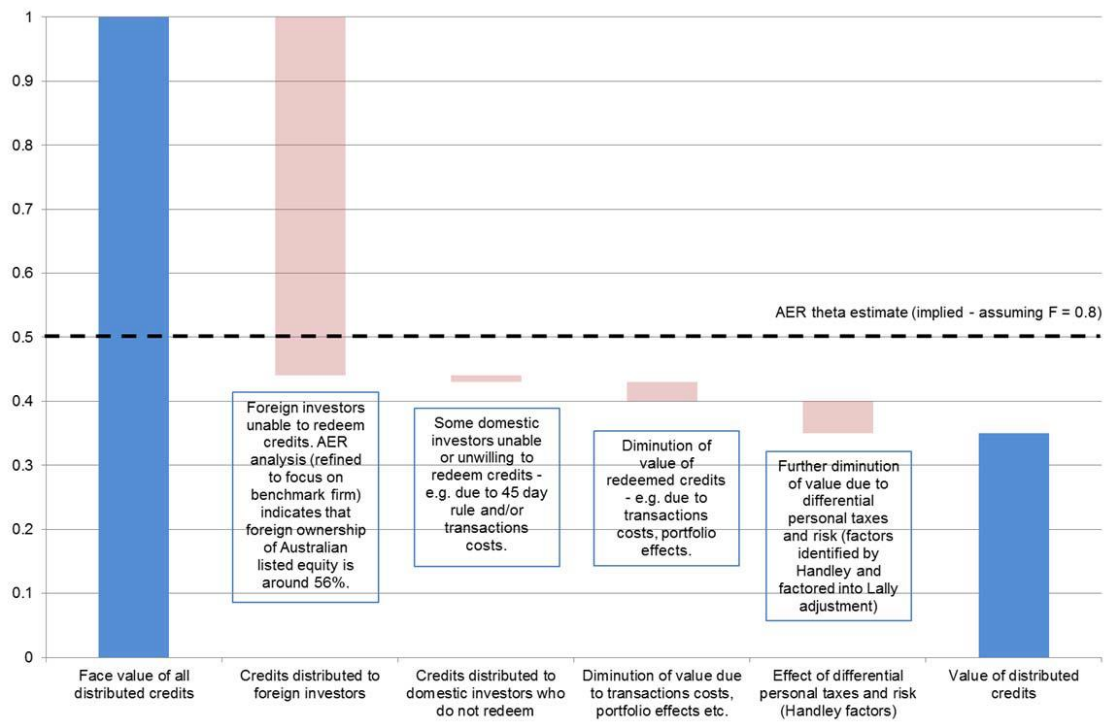 1
0.9
0.8
0.7
0.6
0.5
0.4
0.3
0.2
0.1
0
AER theta estimate (implied - assuming F = 0.8)
Foreign investors
unable to redeem
credits. AER
analysis (refined
to focus on
benchmark firm)
indicates that
foreign ownership
of Australian
listed equity is
around 56%.
Some domestic
investors unable
or unwilling to
redeem credits -
e.g. due to 45 day
rule and/or
transactions
costs.
Diminution of
value of
redeemed credits
- e.g. due to
transactions
costs, portfolio
effects.
Further diminution
of value due to
differential
personal taxes
and risk (factors
identified by
Handley and
factored into Lally
adjustment)
Face value of all
distributed credits
Credits distributed to
foreign investors
Credits distributed to
domestic investors who
do not redeem
Diminution of value due
to transactions costs,
portfolio effects etc.
Effect of differential
personal taxes and risk
(Handley factors)
Value of distributed
credits